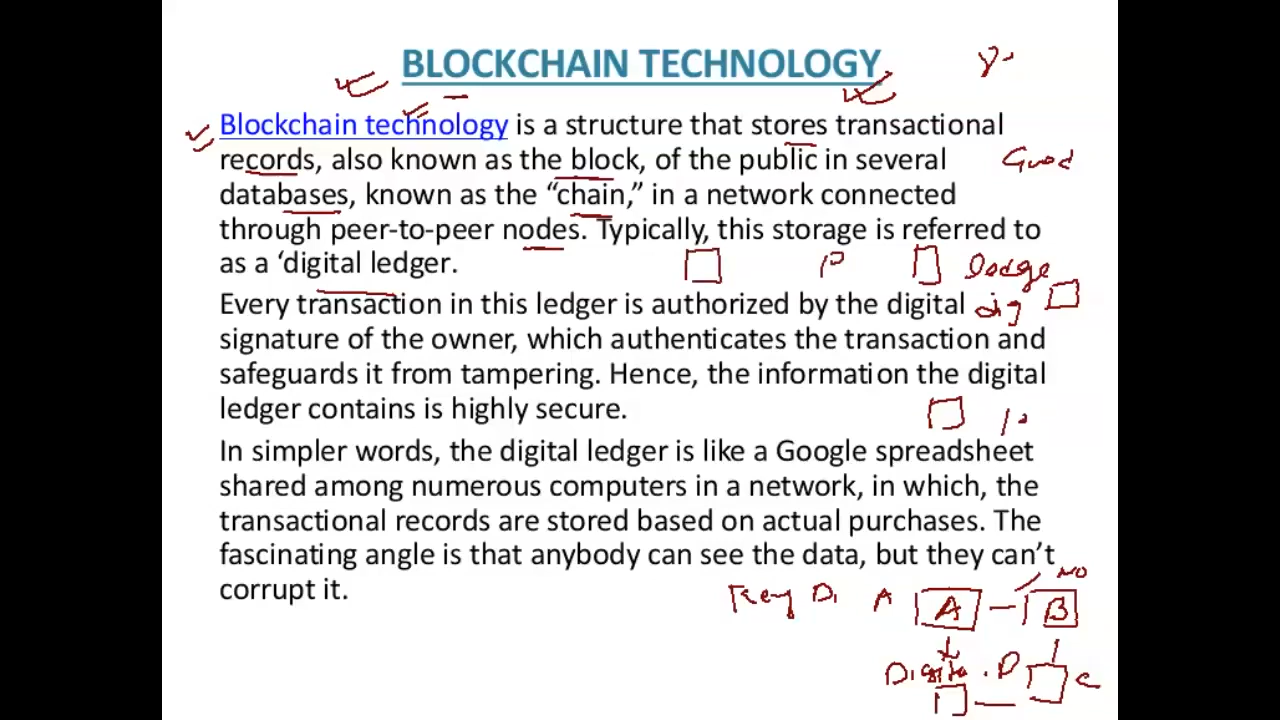 BLOCKCHAIN TECHNOLOGY
Blockchain technology is a structure that stores transactional
records, also known as the block, of the public in several
databases, known as the “chain,” in a network connected
through peer-to-peer nodes. Typically, this storage is referred to
as a ‘digital ledger.
Every transaction in this ledger is authorized by the digital
signature of the owner, which authenticates the transaction and
safeguards it from tampering. Hence, the information the digital
ledger contains is highly secure.
In simpler words, the digital ledger is like a Google spreadsheet
shared among numerous computers in a network, in which, the
transactional records are stored based on actual purchases. The
fascinating angle is that anybody can see the data, but they can’t
corrupt it.
NO
Key D. A A B